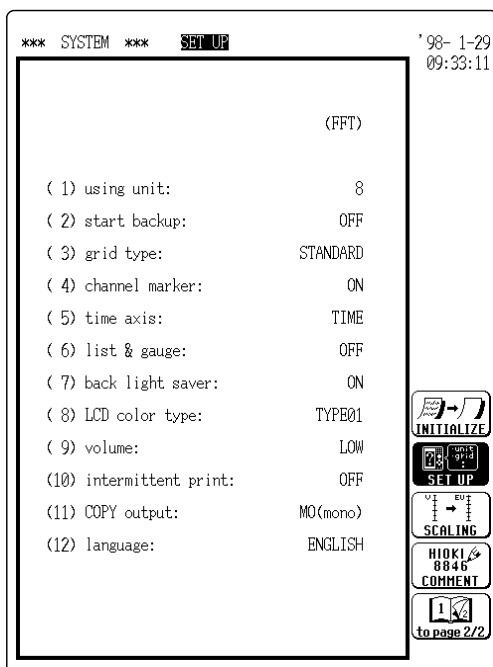 *** SYSTEM *** SET UP
'98- 1-29
09:33:11
(FFT)
( 1) using unit: 8
( 2) start backup: OFF
( 3) grid type: STANDARD
( 4) channel marker: ON
( 5) time axis: TIME
( 6) list & gauge: OFF
( 7) back light saver: ON
( 8) LCD color type: TYPE01
( 9) volume: LOW
(10) intermittent print: OFF
(11) COPY output: MO(mono)
(12) language: ENGLISH
INITIALIZE
:unit
:grid
:
SET UP
V EU
SCALING
HIOKI
8846
COMMENT
1 2
to page 2/2